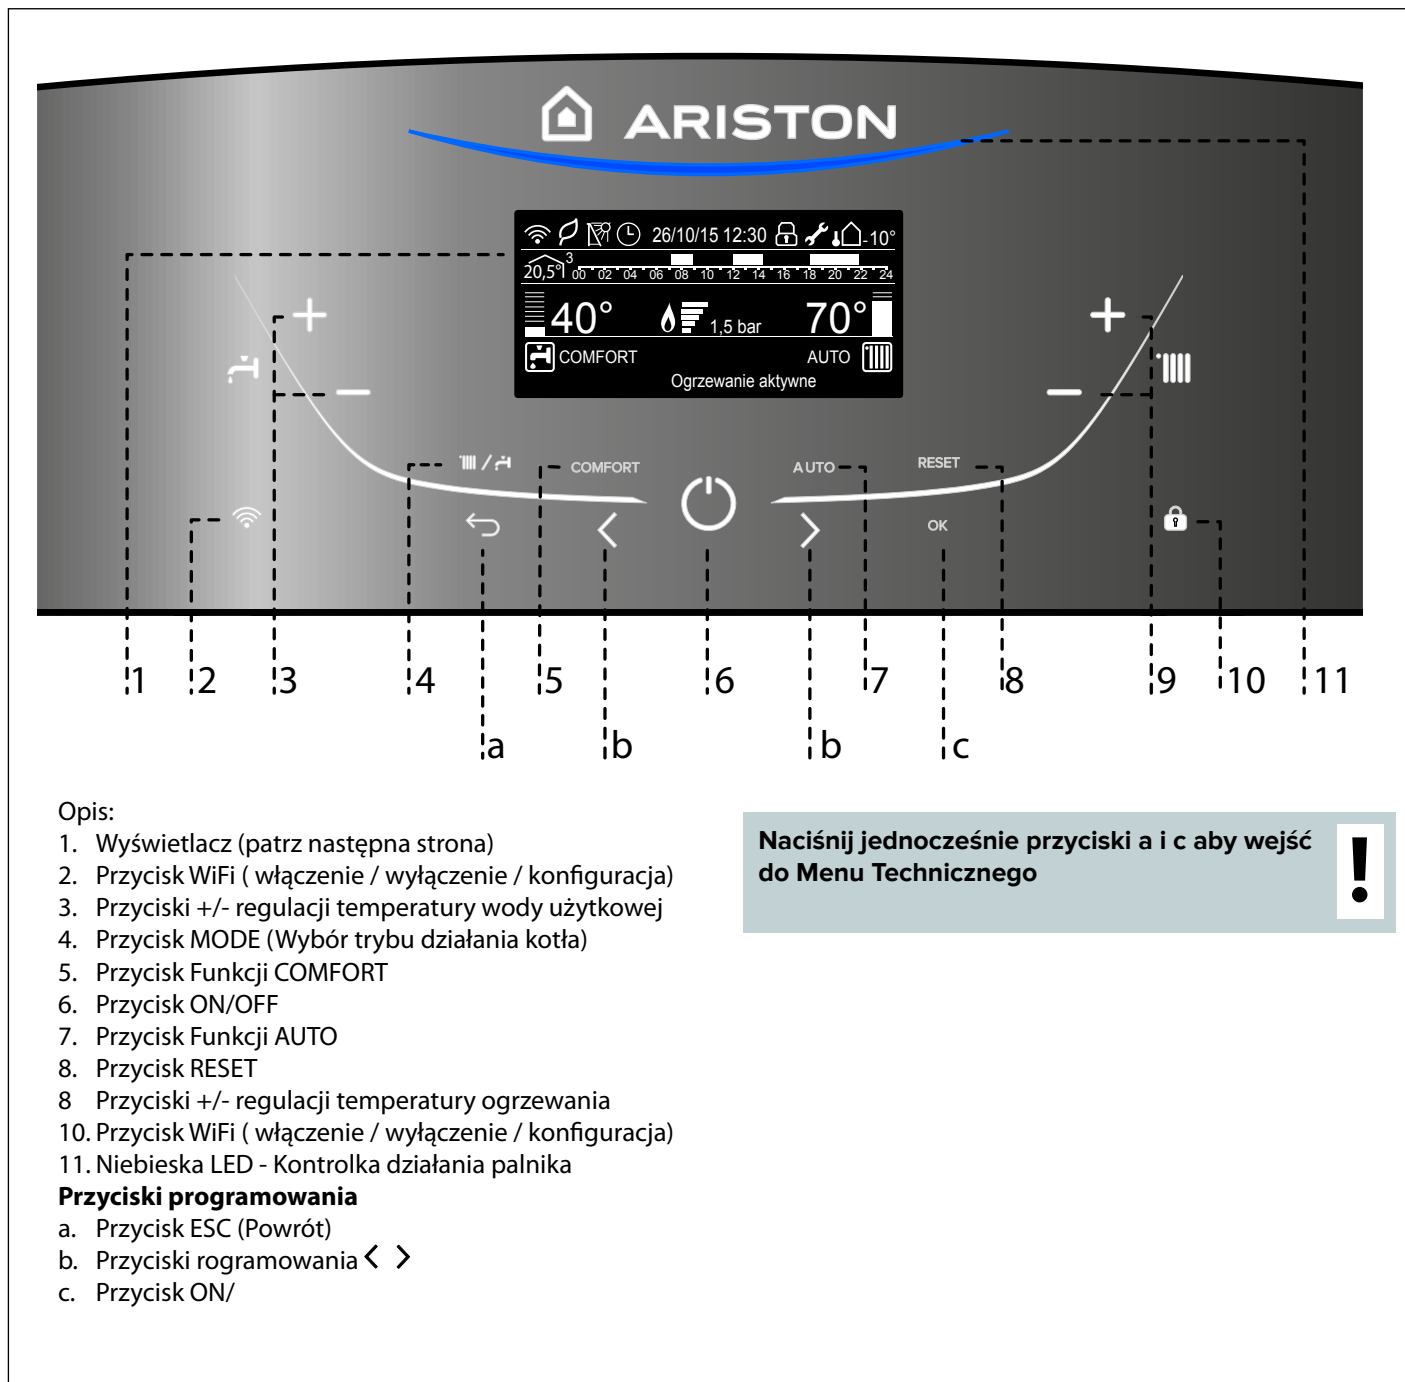 ARISTON
26/10/15 12:30 -10°
20,5° 3 00 02 04 06 08 10 12 14 16 18 20 22 24
40° 1,5 bar 70°
COMFORT AUTO
Ogrzewanie aktywne
+ +
- -
/ COMFORT AUTO RESET
< > OK
1 2 3 4 5 6 7 8 9 10 11
a b b c
Opis:
1. Wyświetlacz (patrz następna strona)
2. Przycisk WiFi ( włączenie / wyłączenie / konfiguracja)
3. Przyciski +/- regulacji temperatury wody użytkowej
4. Przycisk MODE (Wybór trybu działania kotła)
5. Przycisk Funkcji COMFORT
6. Przycisk ON/OFF
7. Przycisk Funkcji AUTO
8. Przycisk RESET
8 Przyciski +/- regulacji temperatury ogrzewania
10. Przycisk WiFi ( włączenie / wyłączenie / konfiguracja)
11. Niebieska LED - Kontrolka działania palnika
Przyciski programowania
a. Przycisk ESC (Powrót)
b. Przyciski rogramowania < >
c. Przycisk ON/
Naciśnij jednocześnie przyciski a i c aby wejść
do Menu Technicznego
!